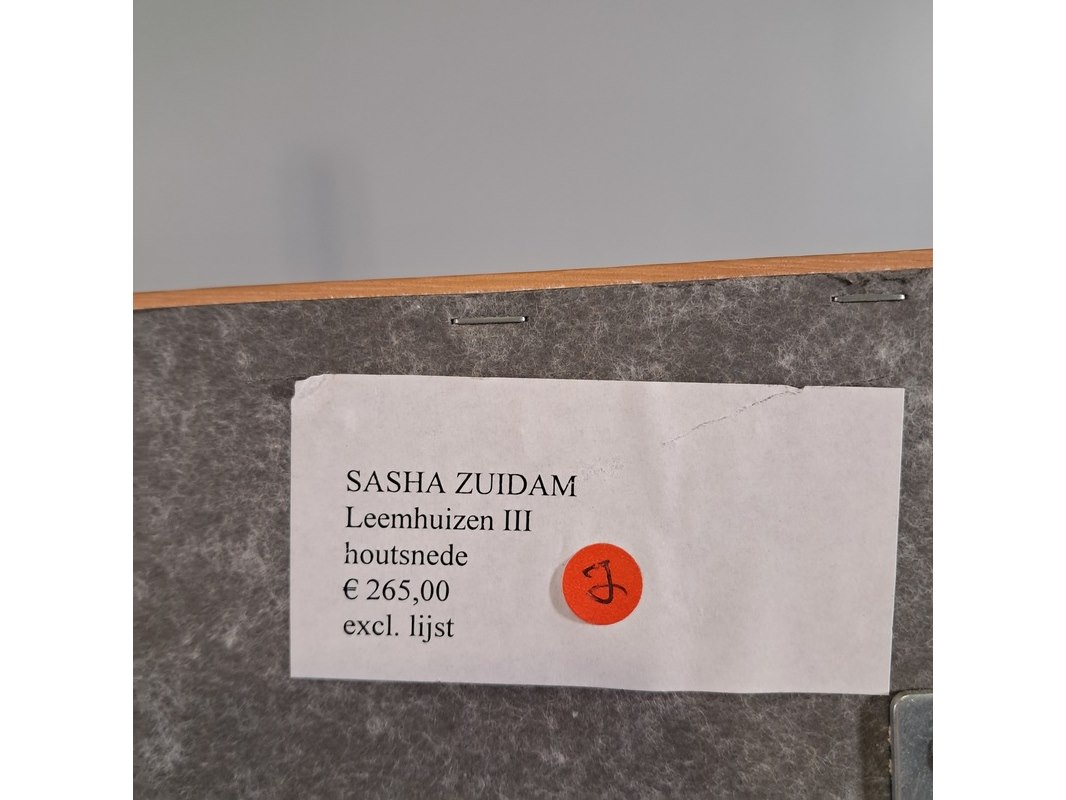 SASHA ZUIDAM
Leemhuizen III
houtsnede
€ 265,00
excl. lijst